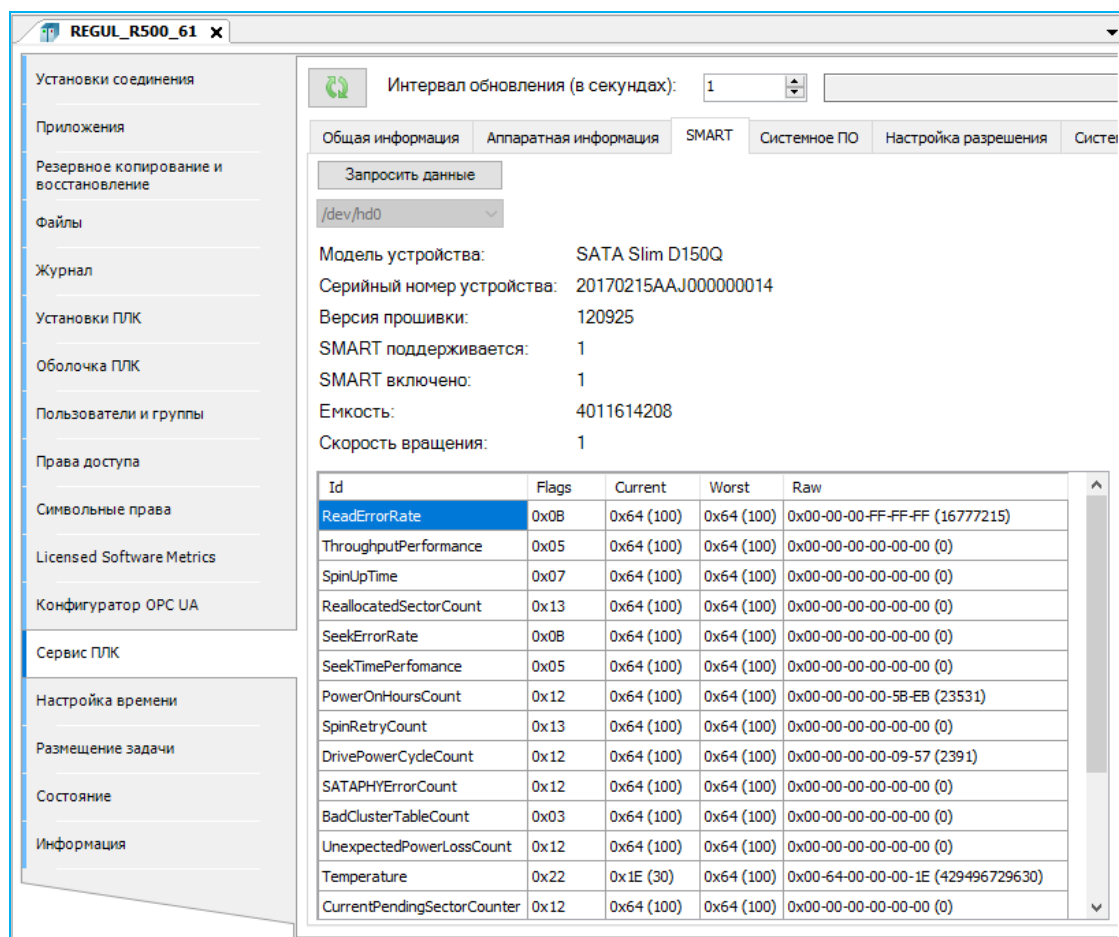 REGUL_R500_61
Установки соединения
Приложения
Резервное копирование и
восстановление
Файлы
Журнал
Установки ПЛК
Оболочка ПЛК
Пользователи и группы
Права доступа
Символьные права
Licensed Software Metrics
Конфигуратор OPC UA
Сервис ПЛК
Настройка времени
Размещение задачи
Состояние
Информация
Интервал обновления (в секундах): 1
Общая информация Аппаратная информация SMART Системное ПО Настройка разрешения Систем
Запросить данные
/dev/hd0
Модель устройства: SATA Slim D150Q
Серийный номер устройства: 20170215AAJ000000014
Версия прошивки: 120925
SMART поддерживается: 1
SMART включено: 1
Емкость: 4011614208
Скорость вращения: 1
Id Flags Current Worst Raw
ReadErrorRate 0x0B 0x64 (100) 0x64 (100) 0x00-00-00-FF-FF-FF (16777215)
ThroughputPerformance 0x05 0x64 (100) 0x64 (100) 0x00-00-00-00-00-00 (0)
SpinUpTime 0x07 0x64 (100) 0x64 (100) 0x00-00-00-00-00-00 (0)
ReallocatedSectorCount 0x13 0x64 (100) 0x64 (100) 0x00-00-00-00-00-00 (0)
SeekErrorRate 0x0B 0x64 (100) 0x64 (100) 0x00-00-00-00-00-00 (0)
SeekTimePerfomance 0x05 0x64 (100) 0x64 (100) 0x00-00-00-00-00-00 (0)
PowerOnHoursCount 0x12 0x64 (100) 0x64 (100) 0x00-00-00-00-5B-EB (23531)
SpinRetryCount 0x13 0x64 (100) 0x64 (100) 0x00-00-00-00-00-00 (0)
DrivePowerCycleCount 0x12 0x64 (100) 0x64 (100) 0x00-00-00-00-09-57 (2391)
SATAPHYErrorCount 0x12 0x64 (100) 0x64 (100) 0x00-00-00-00-00-00 (0)
BadClusterTableCount 0x03 0x64 (100) 0x64 (100) 0x00-00-00-00-00-00 (0)
UnexpectedPowerLossCount 0x12 0x64 (100) 0x64 (100) 0x00-00-00-00-00-00 (0)
Temperature 0x22 0x1E (30) 0x64 (100) 0x00-64-00-00-00-1E (429496729630)
CurrentPendingSectorCounter 0x12 0x64 (100) 0x64 (100) 0x00-00-00-00-00-00 (0)